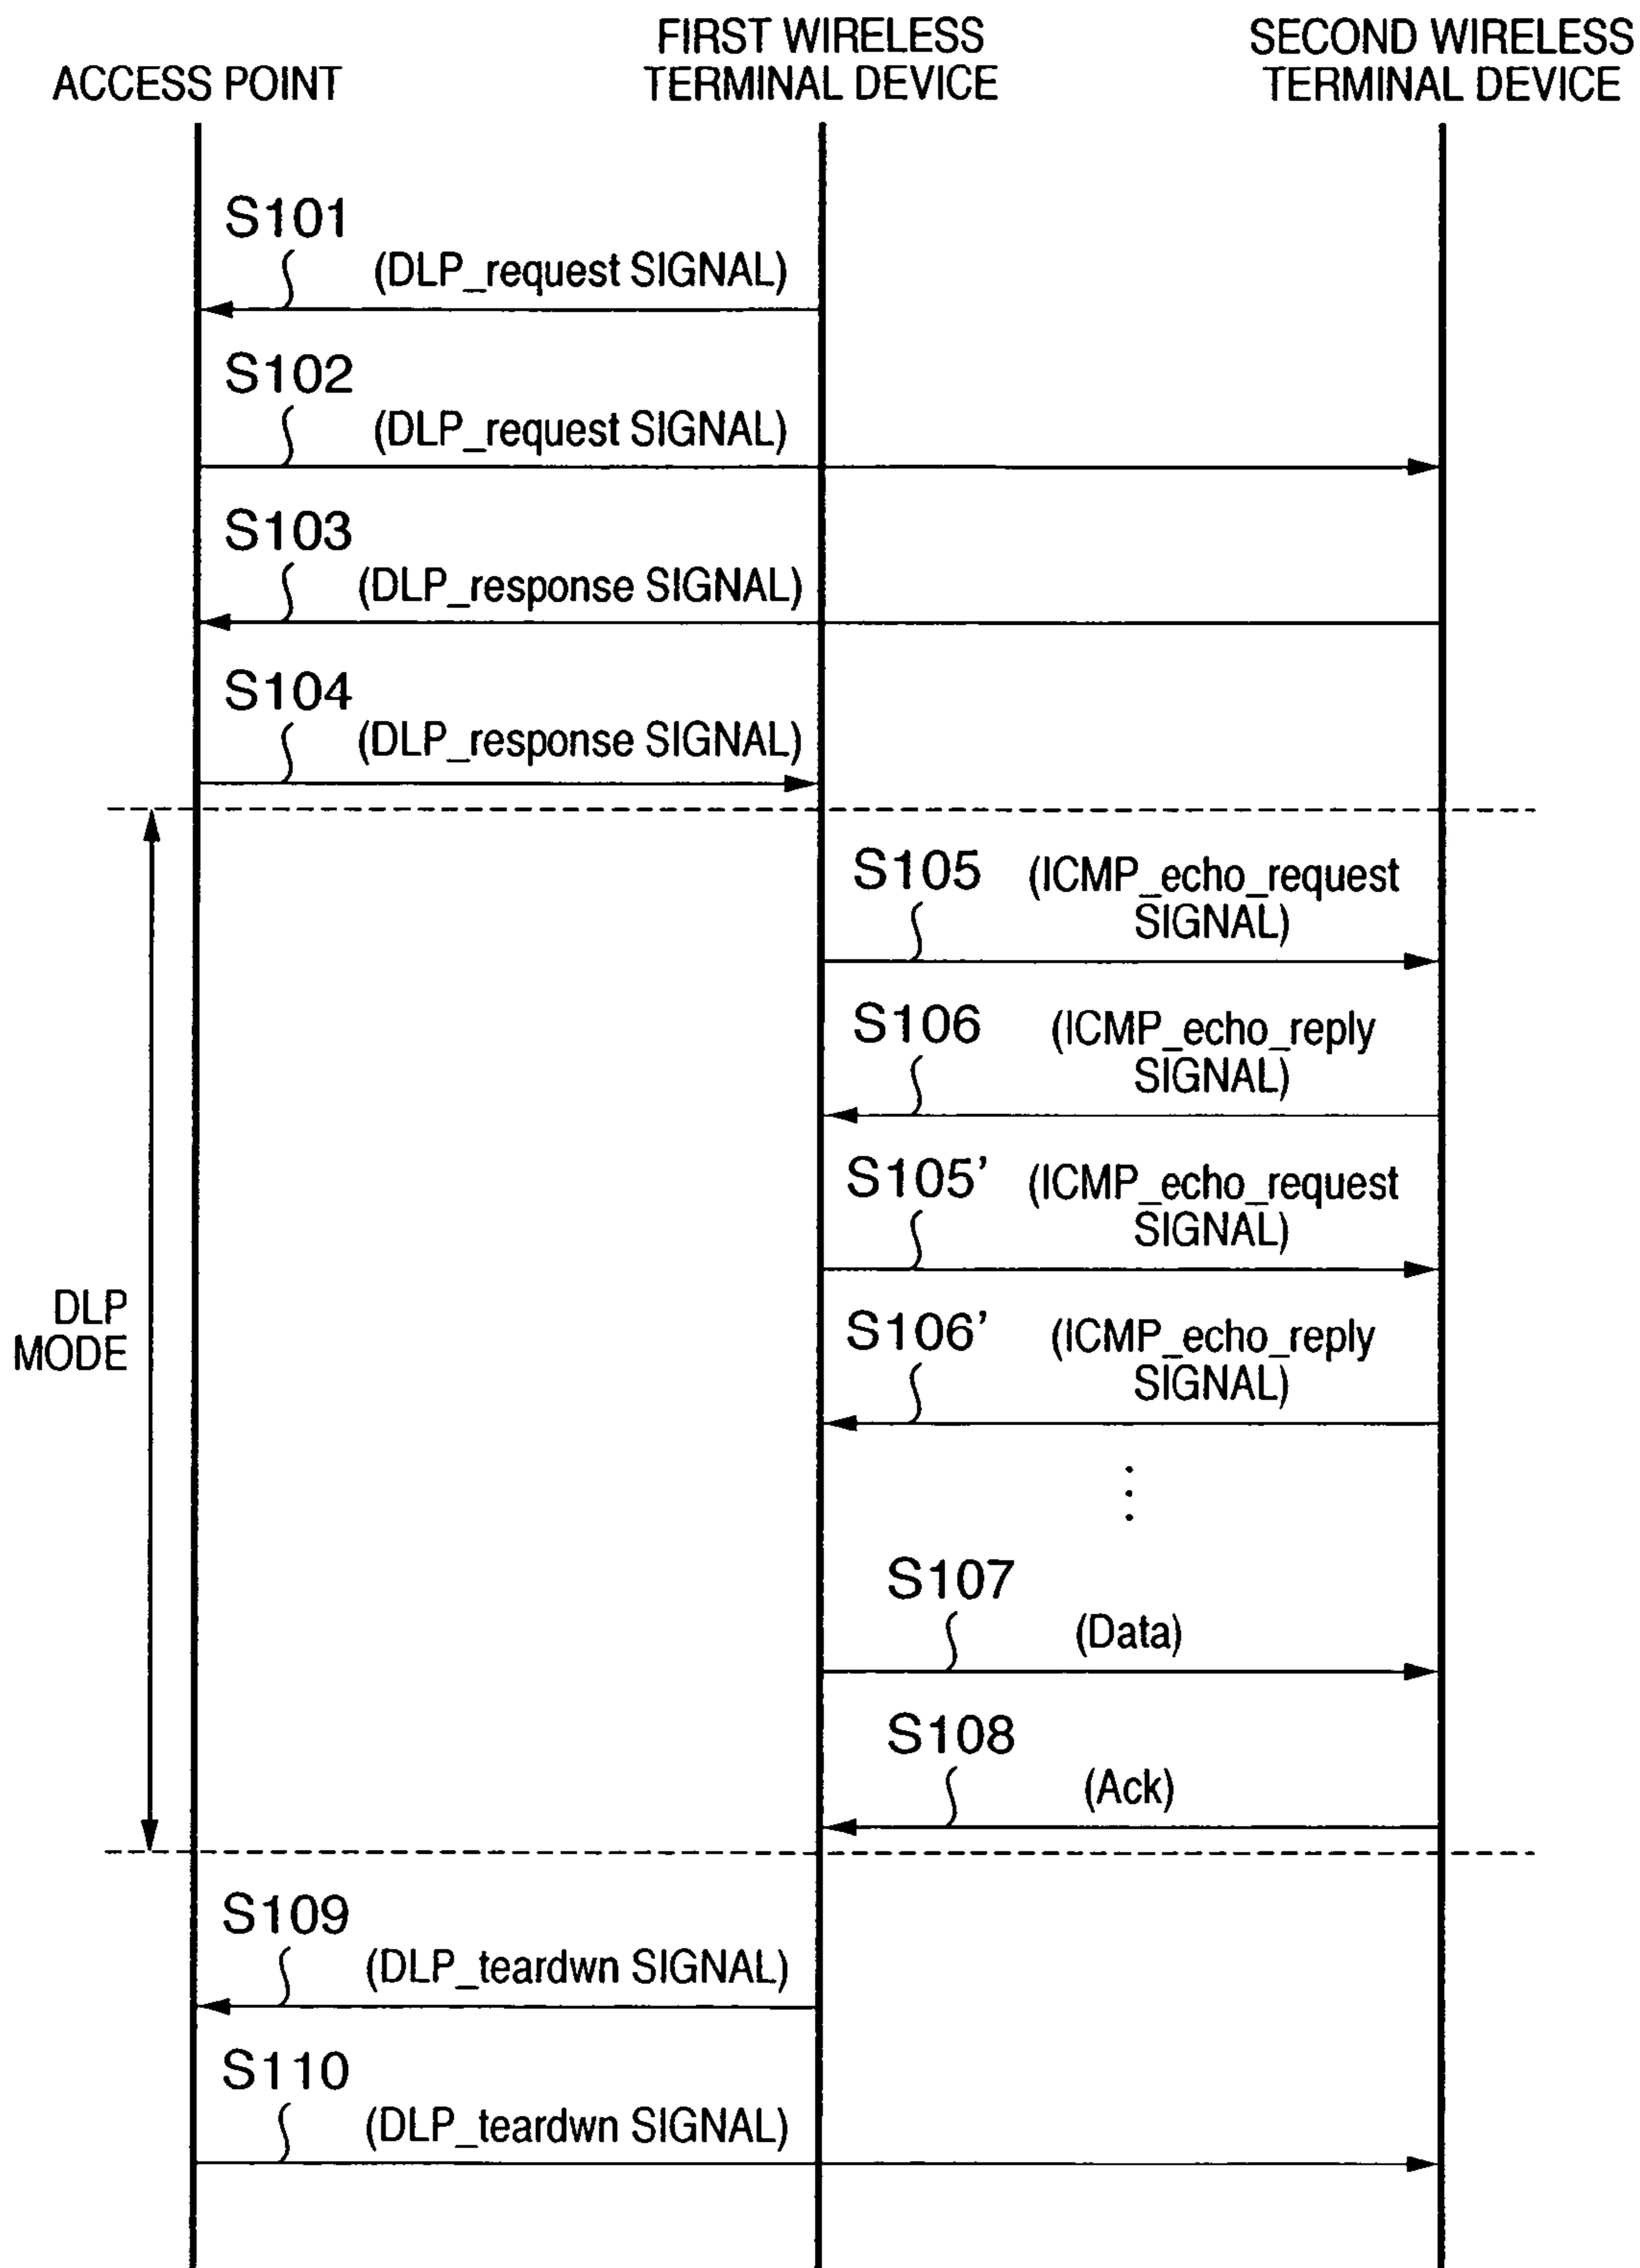 ACCESS POINT
FIRST WIRELESS
TERMINAL DEVICE
SECOND WIRELESS
TERMINAL DEVICE
S101
(DLP_request SIGNAL)
S102
(DLP_request SIGNAL)
S103
(DLP_response SIGNAL)
S104
(DLP_response SIGNAL)
S105 (ICMP_echo_request
SIGNAL)
S106 (ICMP_echo_reply
SIGNAL)
S105' (ICMP_echo_request
SIGNAL)
DLP
MODE
S106' (ICMP_echo_reply
SIGNAL)
S107
(Data)
S108
(Ack)
S109
(DLP_teardwn SIGNAL)
S110
(DLP_teardwn SIGNAL)